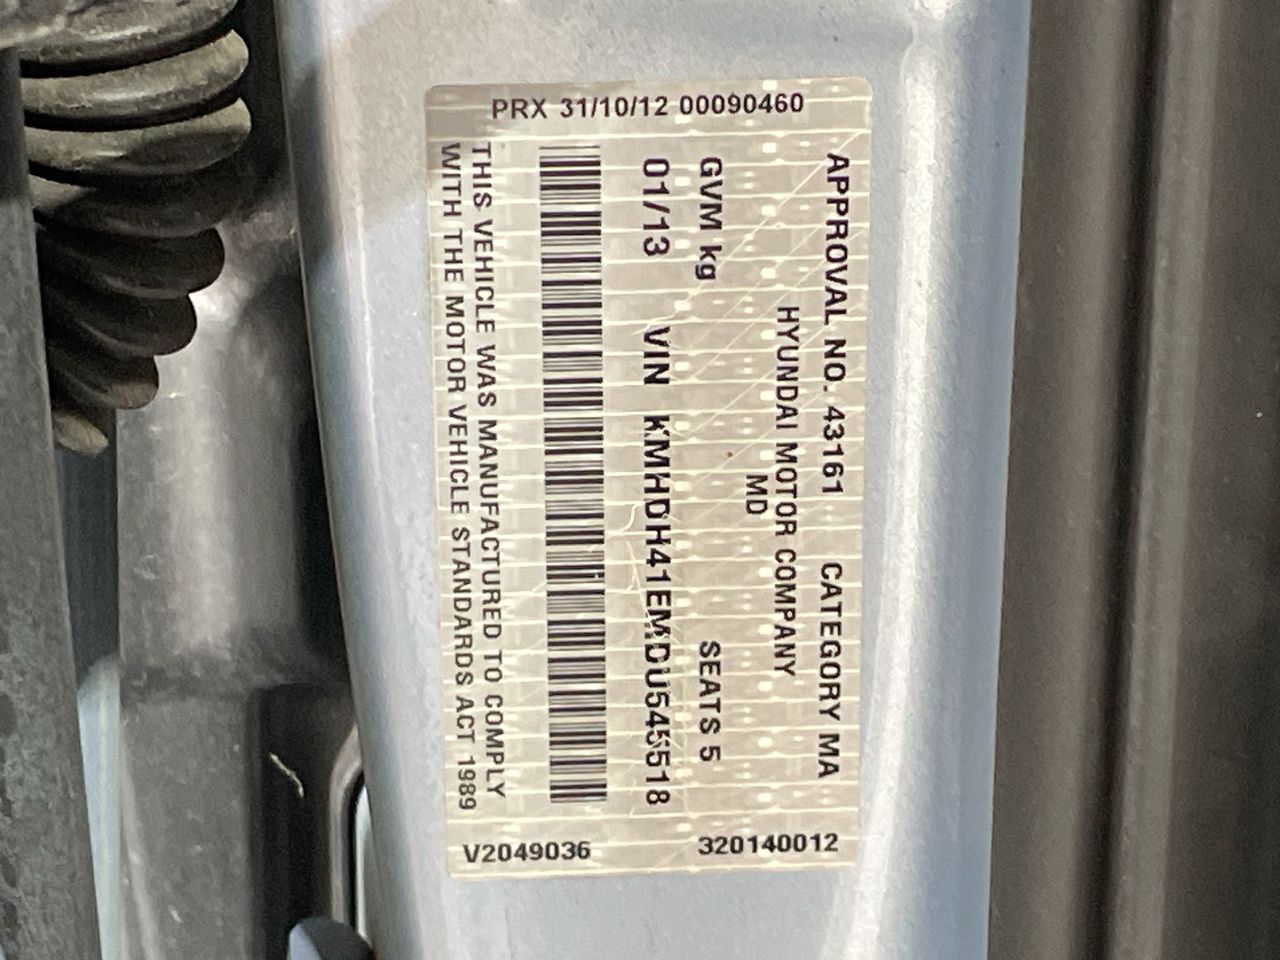 PRX 31/10/12 00090460
APPROVAL NO. 43161 CATEGORY MA
HYUNDAI MOTOR COMPANY
MD
GVM kg SEATS 5
01/13 VIN KMHDH41EMDU545518
THIS VEHICLE WAS MANUFACTURED TO COMPLY
WITH THE MOTOR VEHICLE STANDARDS ACT 1989
V2049036 320140012